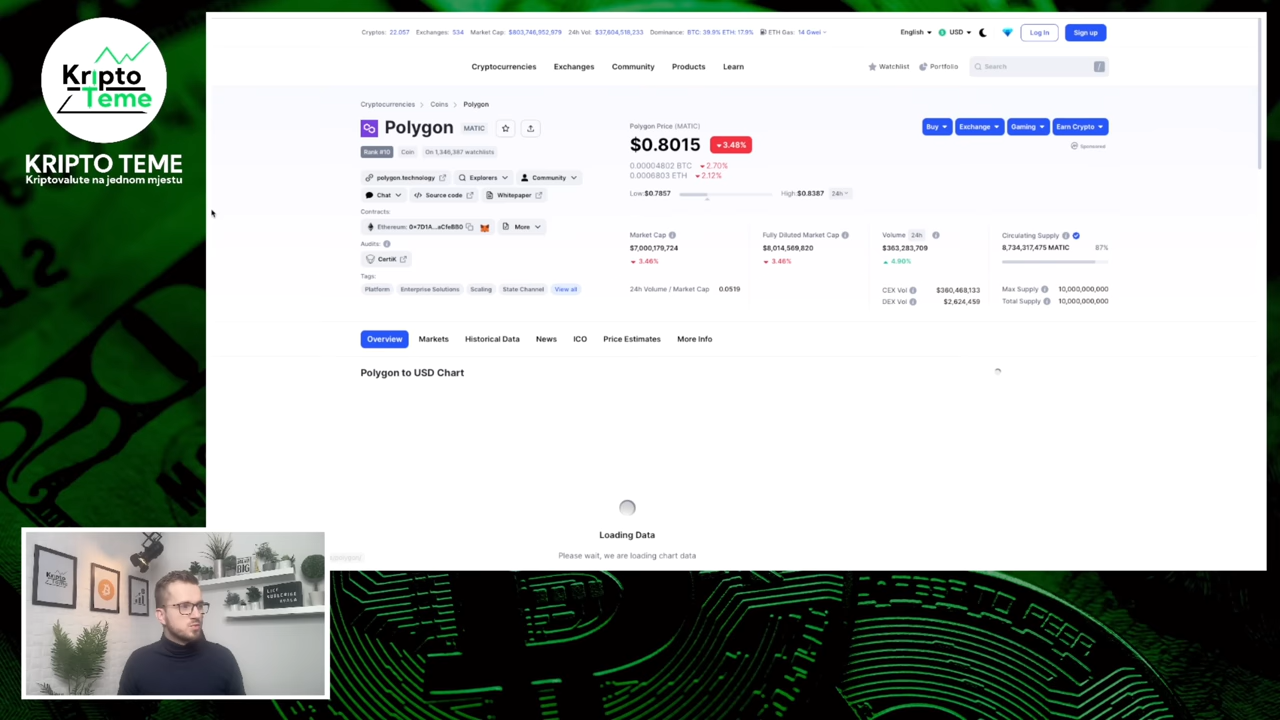 Kripto
Teme
KRIPTO TEME
Kriptovalute na jednom mjestu
Cryptos: 22,057 Exchanges: 534 Market Cap: $803,746,952,979 24h Vol: $37,604,518,233 Dominance: BTC: 39.9% ETH: 17.9% ETH Gas: 14 Gwei
English USD Log In Sign up
Cryptocurrencies Exchanges Community Products Learn
Watchlist Portfolio Search /
Cryptocurrencies > Coins > Polygon
Polygon MATIC
Rank #10 Coin On 1,346,387 watchlists
polygon.technology Explorers Community
Chat Source code Whitepaper
Contracts:
Ethereum: 0x7D1A...aCfeBB0 More
Audits:
CertiK
Tags:
Platform Enterprise Solutions Scaling State Channel View all
Polygon Price (MATIC)
$0.8015 3.48%
0.00004802 BTC 2.70%
0.0006803 ETH 2.12%
Low: $0.7857 High: $0.8387 24h
Buy Exchange Gaming Earn Crypto
Sponsored
Market Cap
$7,000,179,724
3.46%
Fully Diluted Market Cap
$8,014,569,820
3.46%
Volume 24h
$363,283,709
4.90%
Circulating Supply
8,734,317,475 MATIC 87%
24h Volume / Market Cap 0.0519
CEX Vol $360,468,133
DEX Vol $2,624,459
Max Supply 10,000,000,000
Total Supply 10,000,000,000
Overview Markets Historical Data News ICO Price Estimates More Info
Polygon to USD Chart
Loading Data
Please wait, we are loading chart data
Kripto
Teme